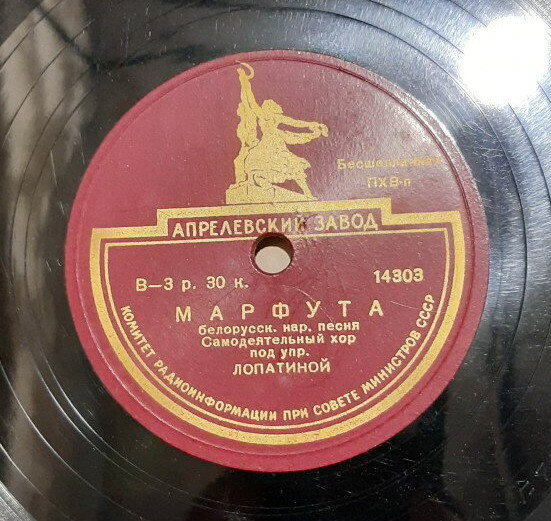 Бесшеллачная
ПХВ-п
АПРЕЛЕВСКИЙ ЗАВОД
В—3 р. 30 к.
14303
МАРФУТА
белорусск. нар. песня
Самодеятельный хор
под упр.
ЛОПАТИНОЙ
КОМИТЕТ РАДИОИНФОРМАЦИИ ПРИ СОВЕТЕ МИНИСТРОВ СССР